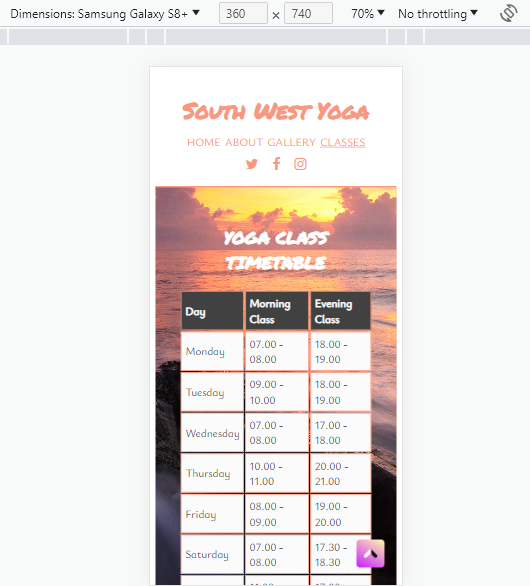 Dimensions: Samsung Galaxy S8+ 360 x 740 70% No throttling
South West Yoga
HOME ABOUT GALLERY CLASSES
YOGA CLASS
TIMETABLE
Day Morning Class Evening Class
Monday 07.00 - 08.00 18.00 - 19.00
Tuesday 09.00 - 10.00 18.00 - 19.00
Wednesday 07.00 - 08.00 17.00 - 18.00
Thursday 10.00 - 11.00 20.00 - 21.00
Friday 08.00 - 09.00 19.00 - 20.00
Saturday 07.00 - 08.00 17.30 - 18.30